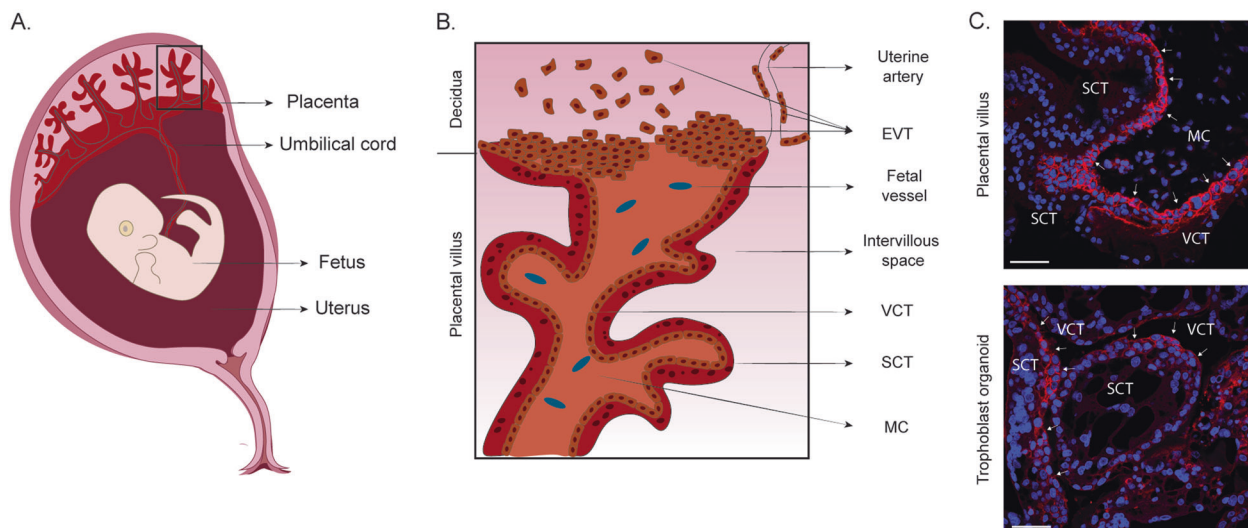 A.
Placenta
Umbilical cord
Fetus
Uterus
B.
Decidua
Placental villus
Uterine
artery
EVT
Fetal
vessel
Intervillous
space
VCT
SCT
MC
C.
Placental villus
SCT
MC
SCT
VCT
Trophoblast organoid
VCT
VCT
SCT
SCT